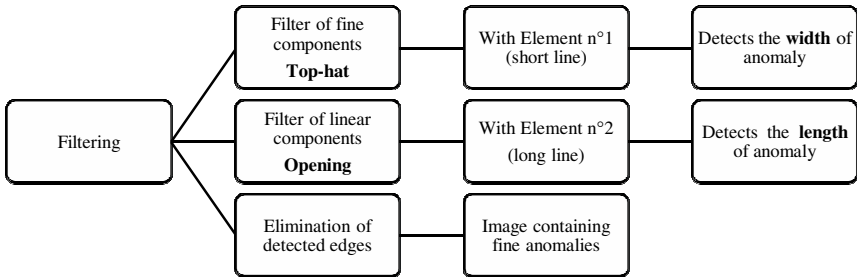 Filter of fine
components
Top-hat
With Element n°1
(short line)
Detects the width of
anomaly
Filtering
Filter of linear
components
Opening
With Element n°2
(long line)
Detects the length
of anomaly
Elimination of
detected edges
Image containing
fine anomalies